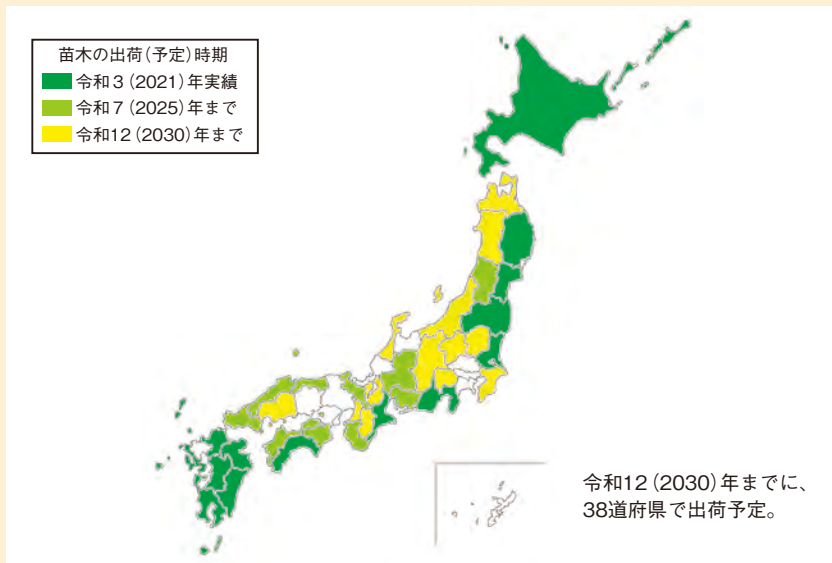 苗木の出荷(予定)時期
令和3(2021)年実績
令和7(2025)年まで
令和12(2030)年まで
令和12(2030)年までに、
38道府県で出荷予定。